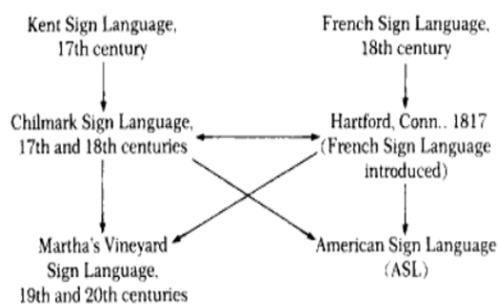 Kent Sign Language,
17th century
French Sign Language,
18th century
Chilmark Sign Language,
17th and 18th centuries
Hartford, Conn.. 1817
(French Sign Language
introduced)
Martha's Vineyard
Sign Language,
19th and 20th centuries
American Sign Language
(ASL)